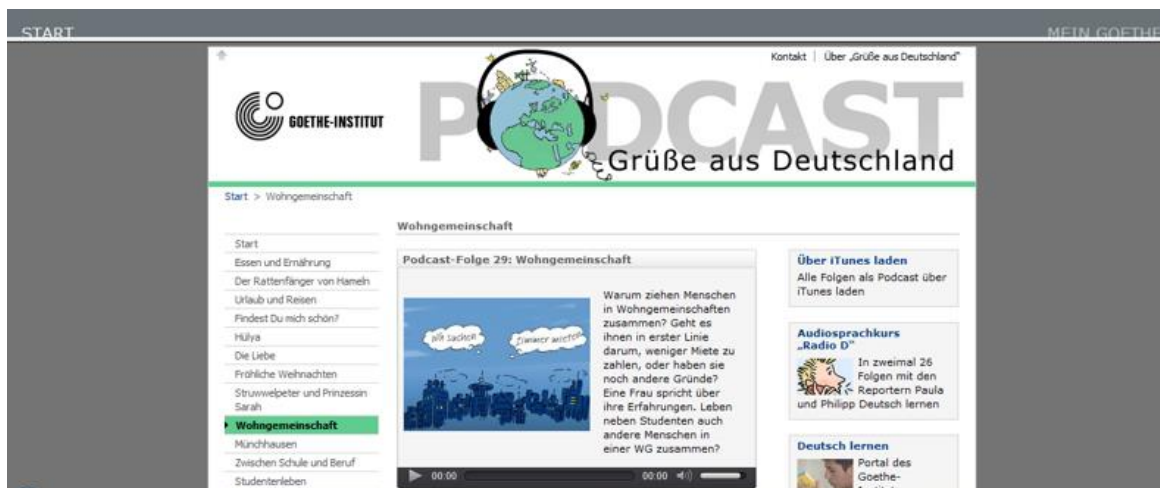 START
MEIN GOETHE
Kontakt | Über „Grüße aus Deutschland“
GOETHE-INSTITUT
PODCAST
Grüße aus Deutschland
Start > Wohngemeinschaft
Start
Essen und Ernährung
Der Rattenfänger von Hameln
Urlaub und Reisen
Findest Du mich schön?
Hülya
Die Liebe
Fröhliche Weihnachten
Struwwelpeter und Prinzessin
Sarah
Wohngemeinschaft
Münchhausen
Zwischen Schule und Beruf
Studentenleben
Wohngemeinschaft
Podcast-Folge 29: Wohngemeinschaft
Wir suchen
Zimmer mieten
Warum ziehen Menschen
in Wohngemeinschaften
zusammen? Geht es
ihnen in erster Linie
darum, weniger Miete zu
zahlen, oder haben sie
noch andere Gründe?
Eine Frau spricht über
ihre Erfahrungen. Leben
neben Studenten auch
andere Menschen in
einer WG zusammen?
00:00
00:00
Über iTunes laden
Alle Folgen als Podcast über
iTunes laden
Audiosprachkurs
„Radio D“
In zweimal 26
Folgen mit den
Reportern Paula
und Philipp Deutsch lernen
Deutsch lernen
Portal des
Goethe-